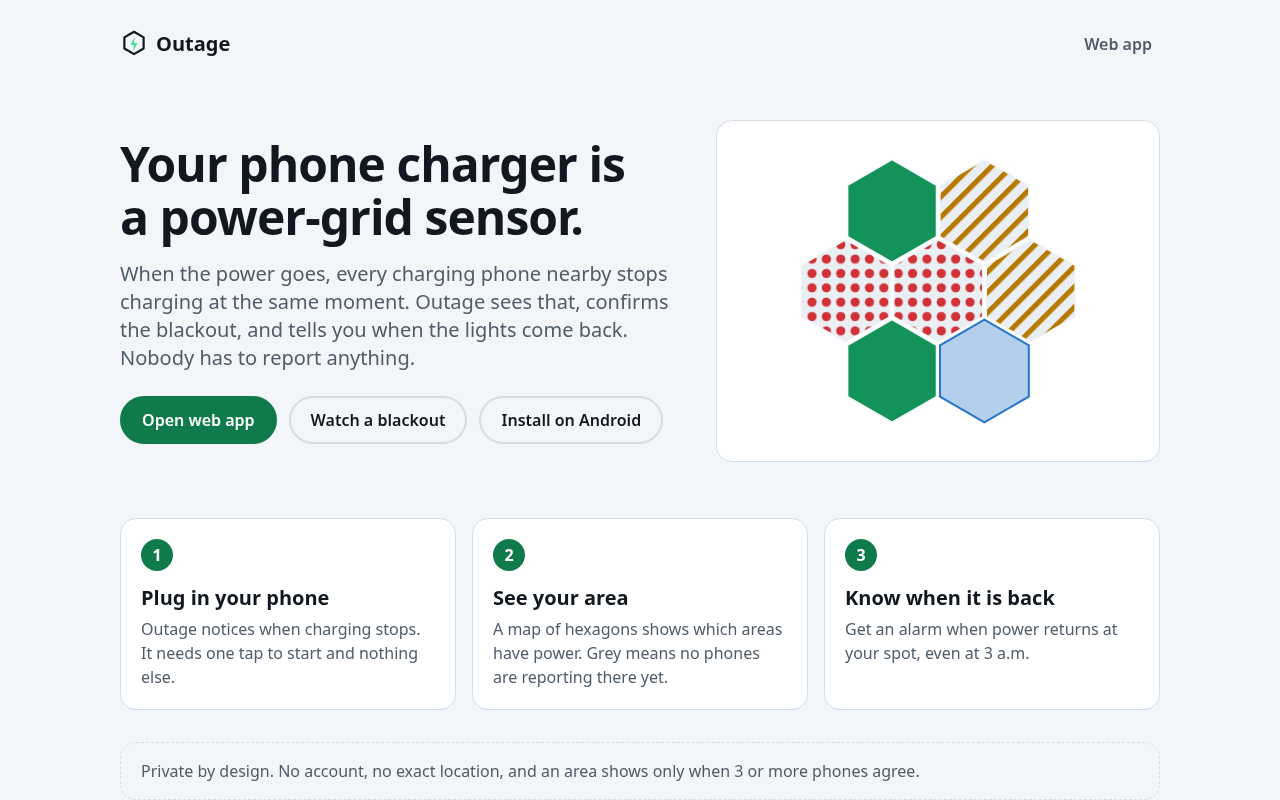 Outage
Web app
Your phone charger is
a power-grid sensor.
When the power goes, every charging phone nearby stops
charging at the same moment. Outage sees that, confirms
the blackout, and tells you when the lights come back.
Nobody has to report anything.
Open web app
Watch a blackout
Install on Android
1
Plug in your phone
Outage notices when charging stops.
It needs one tap to start and nothing
else.
2
See your area
A map of hexagons shows which areas
have power. Grey means no phones
are reporting there yet.
3
Know when it is back
Get an alarm when power returns at
your spot, even at 3 a.m.
Private by design. No account, no exact location, and an area shows only when 3 or more phones agree.